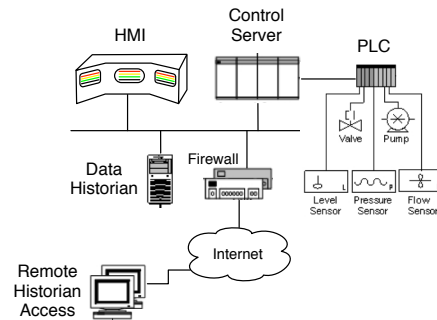 HMI
Control
Server
PLC
Valve
Pump
Data
Historian
Firewall
L
P
Level
Sensor
Pressure
Sensor
Flow
Sensor
Internet
Remote
Historian
Access